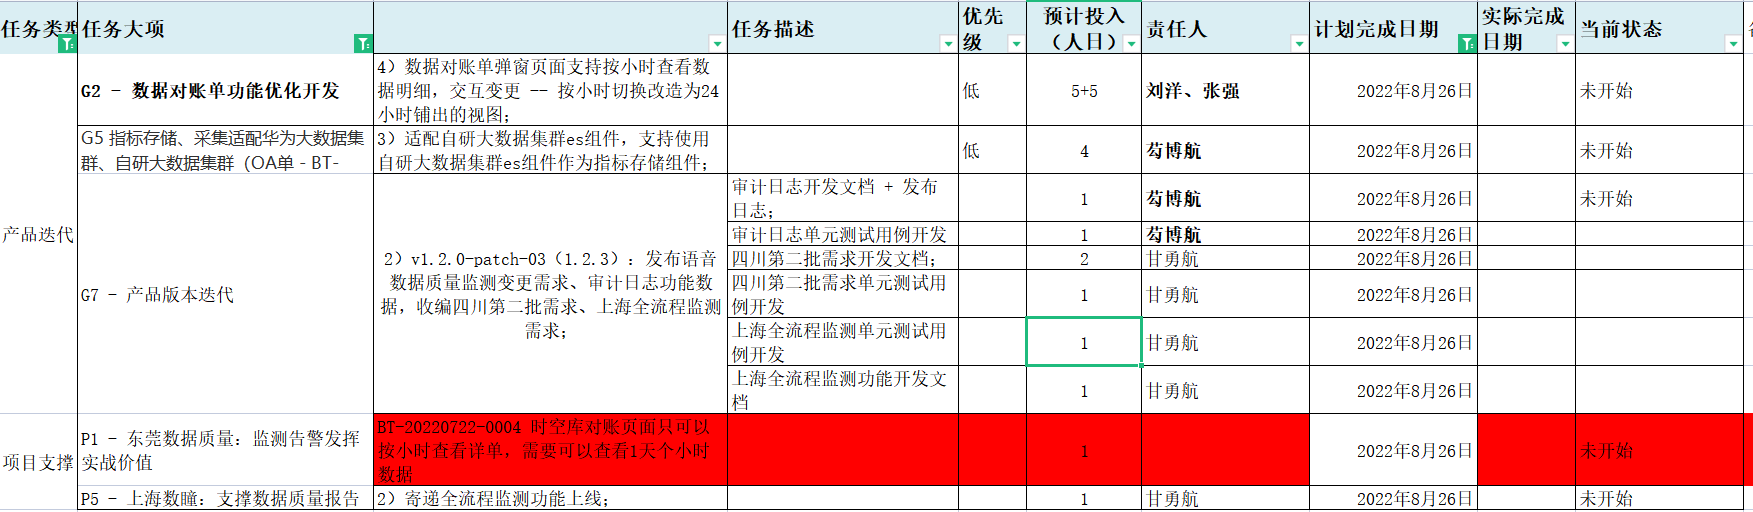 任务类型 任务大项 任务描述 优先级 预计投入（人日） 责任人 计划完成日期 实际完成日期 当前状态
产品迭代
G2 - 数据对账单功能优化开发
4）数据对账单弹窗页面支持按小时查看数
据明细，交互变更 -- 按小时切换改造为24
小时铺出的视图；
低 5+5 刘洋、张强 2022年8月26日 未开始
G5 指标存储、采集适配华为大数据集
群、自研大数据集群（OA单 - BT-
3）适配自研大数据集群es组件，支持使用
自研大数据集群es组件作为指标存储组件；
低 4 芶博航 2022年8月26日 未开始
G7 - 产品版本迭代
2）v1.2.0-patch-03（1.2.3）：发布语音
数据质量监测变更需求、审计日志功能数
据，收编四川第二批需求、上海全流程监测
需求；
审计日志开发文档 + 发布
日志；
1 芶博航 2022年8月26日 未开始
审计日志单元测试用例开发 1 芶博航 2022年8月26日
四川第二批需求开发文档； 2 甘勇航 2022年8月26日
四川第二批需求单元测试用
例开发
1 甘勇航 2022年8月26日
上海全流程监测单元测试用
例开发
1 甘勇航 2022年8月26日
上海全流程监测功能开发文
档
1 甘勇航 2022年8月26日
项目支撑
P1 - 东莞数据质量：监测告警发挥
实战价值
BT-20220722-0004 时空库对账页面只可以
按小时查看详单，需要可以查看1天个小时
数据
1 2022年8月26日 未开始
P5 - 上海数瞳：支撑数据质量报告 2）寄递全流程监测功能上线； 1 甘勇航 2022年8月26日 未开始